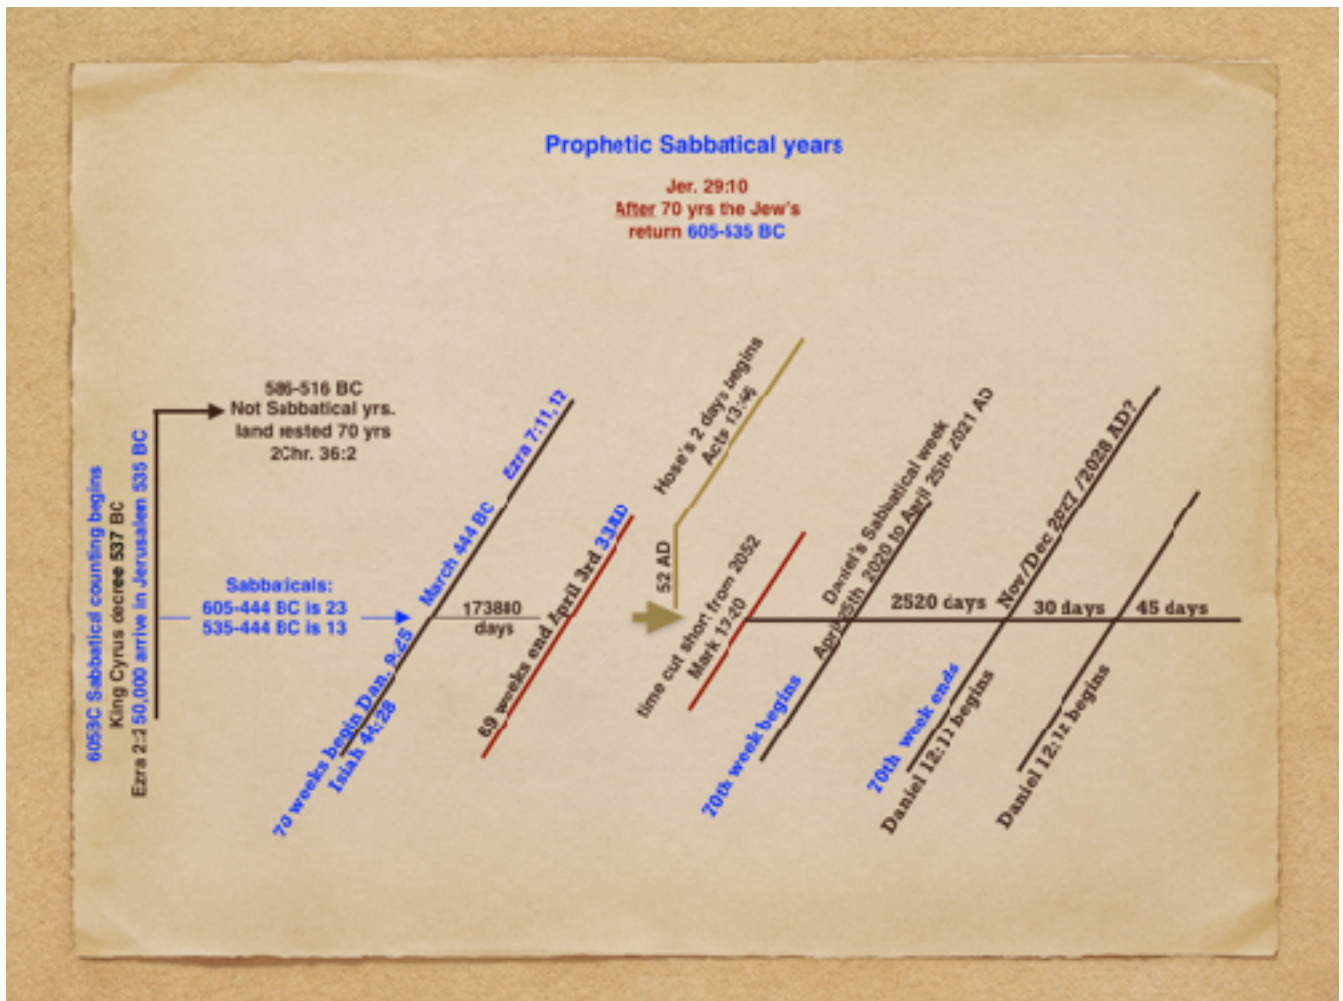 Prophetic Sabbatical years
Jer. 29:10
After 70 yrs the Jew's
return 605-535 BC
586-516 BC
Not Sabbatical yrs.
land rested 70 yrs
2Chr. 36:2
605BC Sabbatical counting begins
King Cyrus decree 537 BC
Ezra 2:2 50,000 arrive in Jerusalem 535 BC
Sabbaticals:
605-444 BC is 23
535-444 BC is 13
70 weeks begin Dan. 9:25
Isiah 44:28
March 444 BC
Ezra 7:11,12
173880
days
69 weeks end April 3rd 33AD
52 AD
Hose's 2 days begins
Acts 13:46
time cut short from 2052
Mark 13:20
70th week begins
Daniel's Sabbatical week
April 25th 2020 to April 25th 2021 AD
2520 days
70th week ends
Daniel 12:11 begins
Nov/Dec 2027/2028 AD?
30 days
Daniel 12:12 begins
45 days